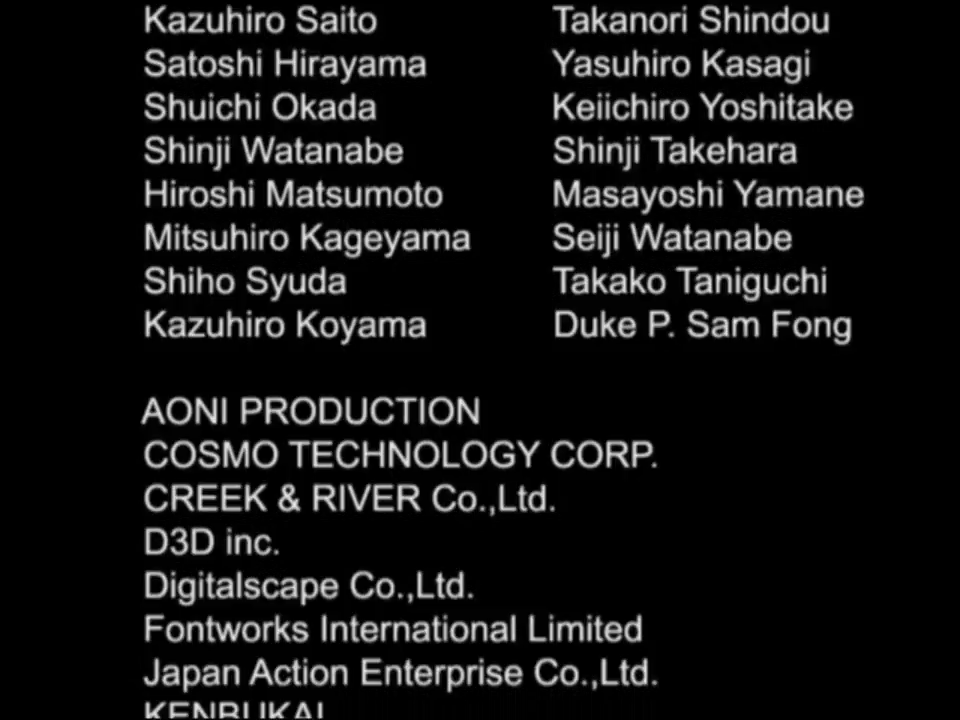 Kazuhiro Saito Takanori Shindou
Satoshi Hirayama Yasuhiro Kasagi
Shuichi Okada Keiichiro Yoshitake
Shinji Watanabe Shinji Takehara
Hiroshi Matsumoto Masayoshi Yamane
Mitsuhiro Kageyama Seiji Watanabe
Shiho Syuda Takako Taniguchi
Kazuhiro Koyama Duke P. Sam Fong
AONI PRODUCTION
COSMO TECHNOLOGY CORP.
CREEK & RIVER Co.,Ltd.
D3D inc.
Digitalscape Co.,Ltd.
Fontworks International Limited
Japan Action Enterprise Co.,Ltd.
KENBUKAI